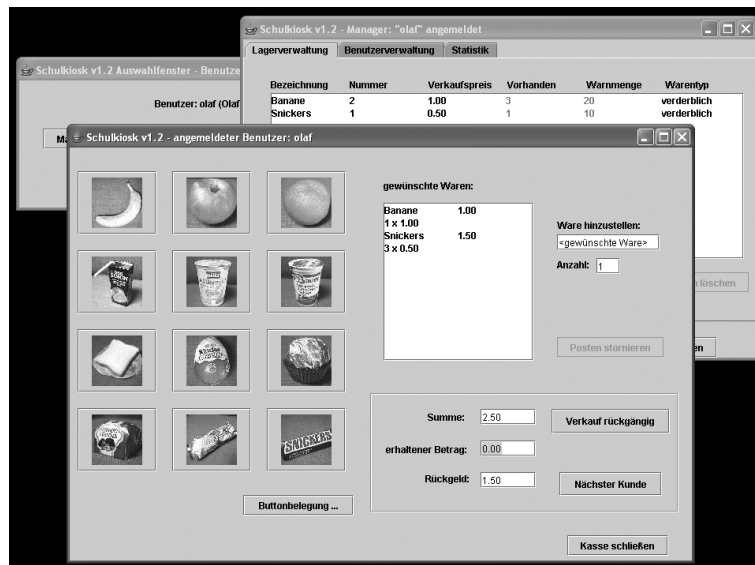 Schulkiosk v1.2 - Manager: "olaf" angemeldet
Lagerverwaltung Benutzerverwaltung Statistik
Bezeichnung Nummer Verkaufspreis Vorhanden Warnmenge Warentyp
Banane 2 1.00 3 20 verderblich
Snickers 1 0.50 1 10 verderblich
löschen
en
Schulkiosk v1.2 Auswahlfenster - Benutze
Benutzer: olaf (Olaf
Ma
Schulkiosk v1.2 - angemeldeter Benutzer: olaf
gewünschte Waren:
Banane 1.00
1 x 1.00
Snickers 1.50
3 x 0.50
Ware hinzustellen:
<gewünschte Ware>
Anzahl: 1
Posten stornieren
SNICKERS
Summe: 2.50
Verkauf rückgängig
erhaltener Betrag: 0.00
Rückgeld: 1.50
Nächster Kunde
Buttonbelegung ...
Kasse schließen